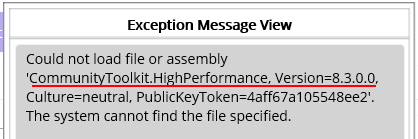 Exception Message View
Could not load file or assembly
'CommunityToolkit.HighPerformance, Version=8.3.0.0,
Culture=neutral, PublicKeyToken=4aff67a105548ee2'.
The system cannot find the file specified.